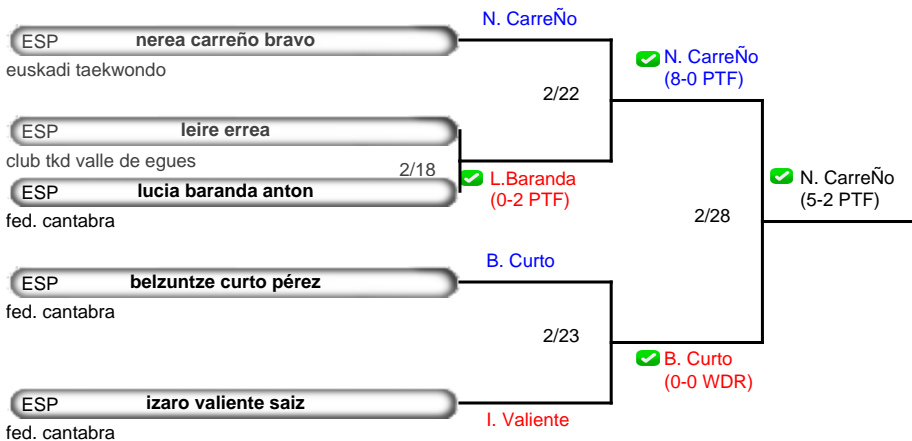 N. CarreÑo
ESP nerea carreño bravo
euskadi taekwondo
N. CarreÑo
(8-0 PTF)
2/22
ESP leire errea
club tkd valle de egues
2/18
L.Baranda
(0-2 PTF)
ESP lucia baranda anton
fed. cantabra
N. CarreÑo
(5-2 PTF)
2/28
B. Curto
ESP belzuntze curto pérez
fed. cantabra
2/23
B. Curto
(0-0 WDR)
ESP izaro valiente saiz
I. Valiente
fed. cantabra